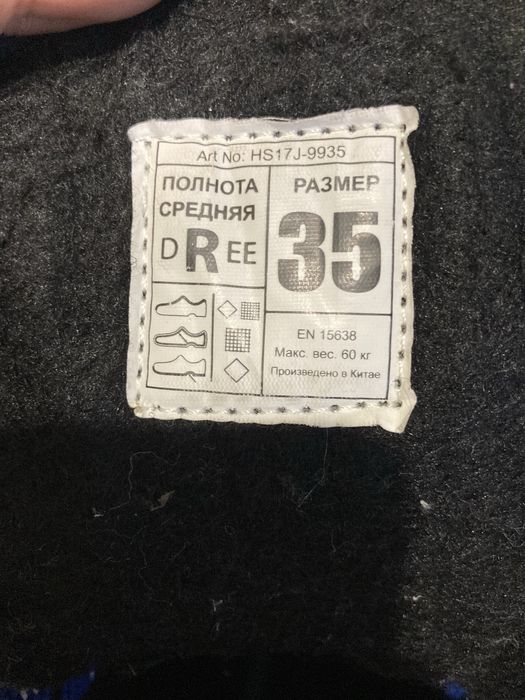 Art No: HS17J-9935
ПОЛНОТА
СРЕДНЯЯ
D R EE
РАЗМЕР
35
EN 15638
Макс. вес. 60 кг
Произведено в Китае